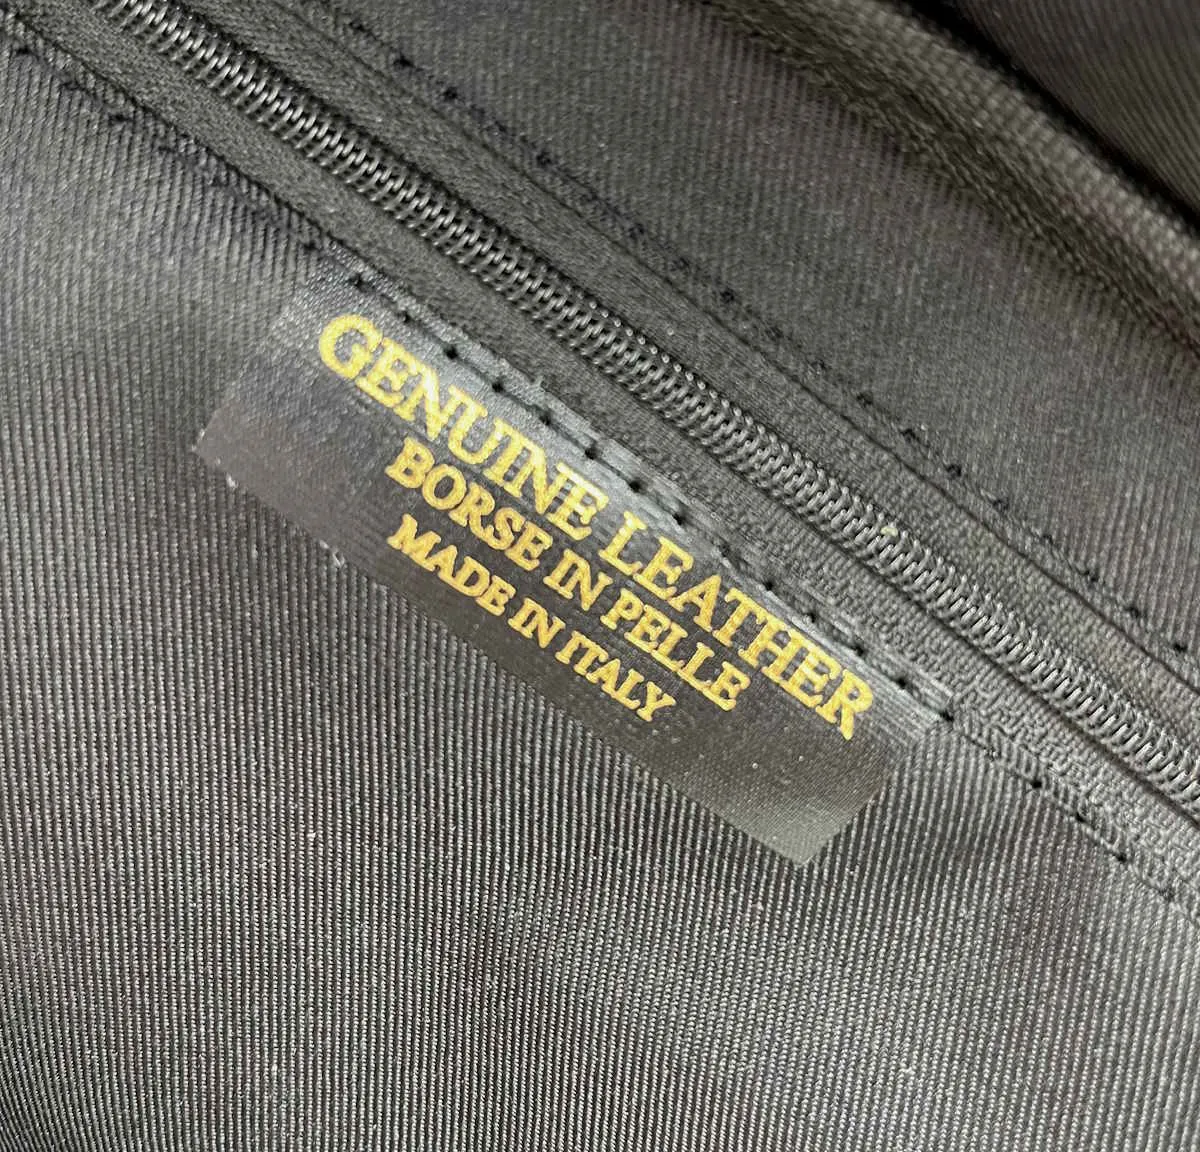 GENUINE LEATHER
BORSE IN PELLE
MADE IN ITALY